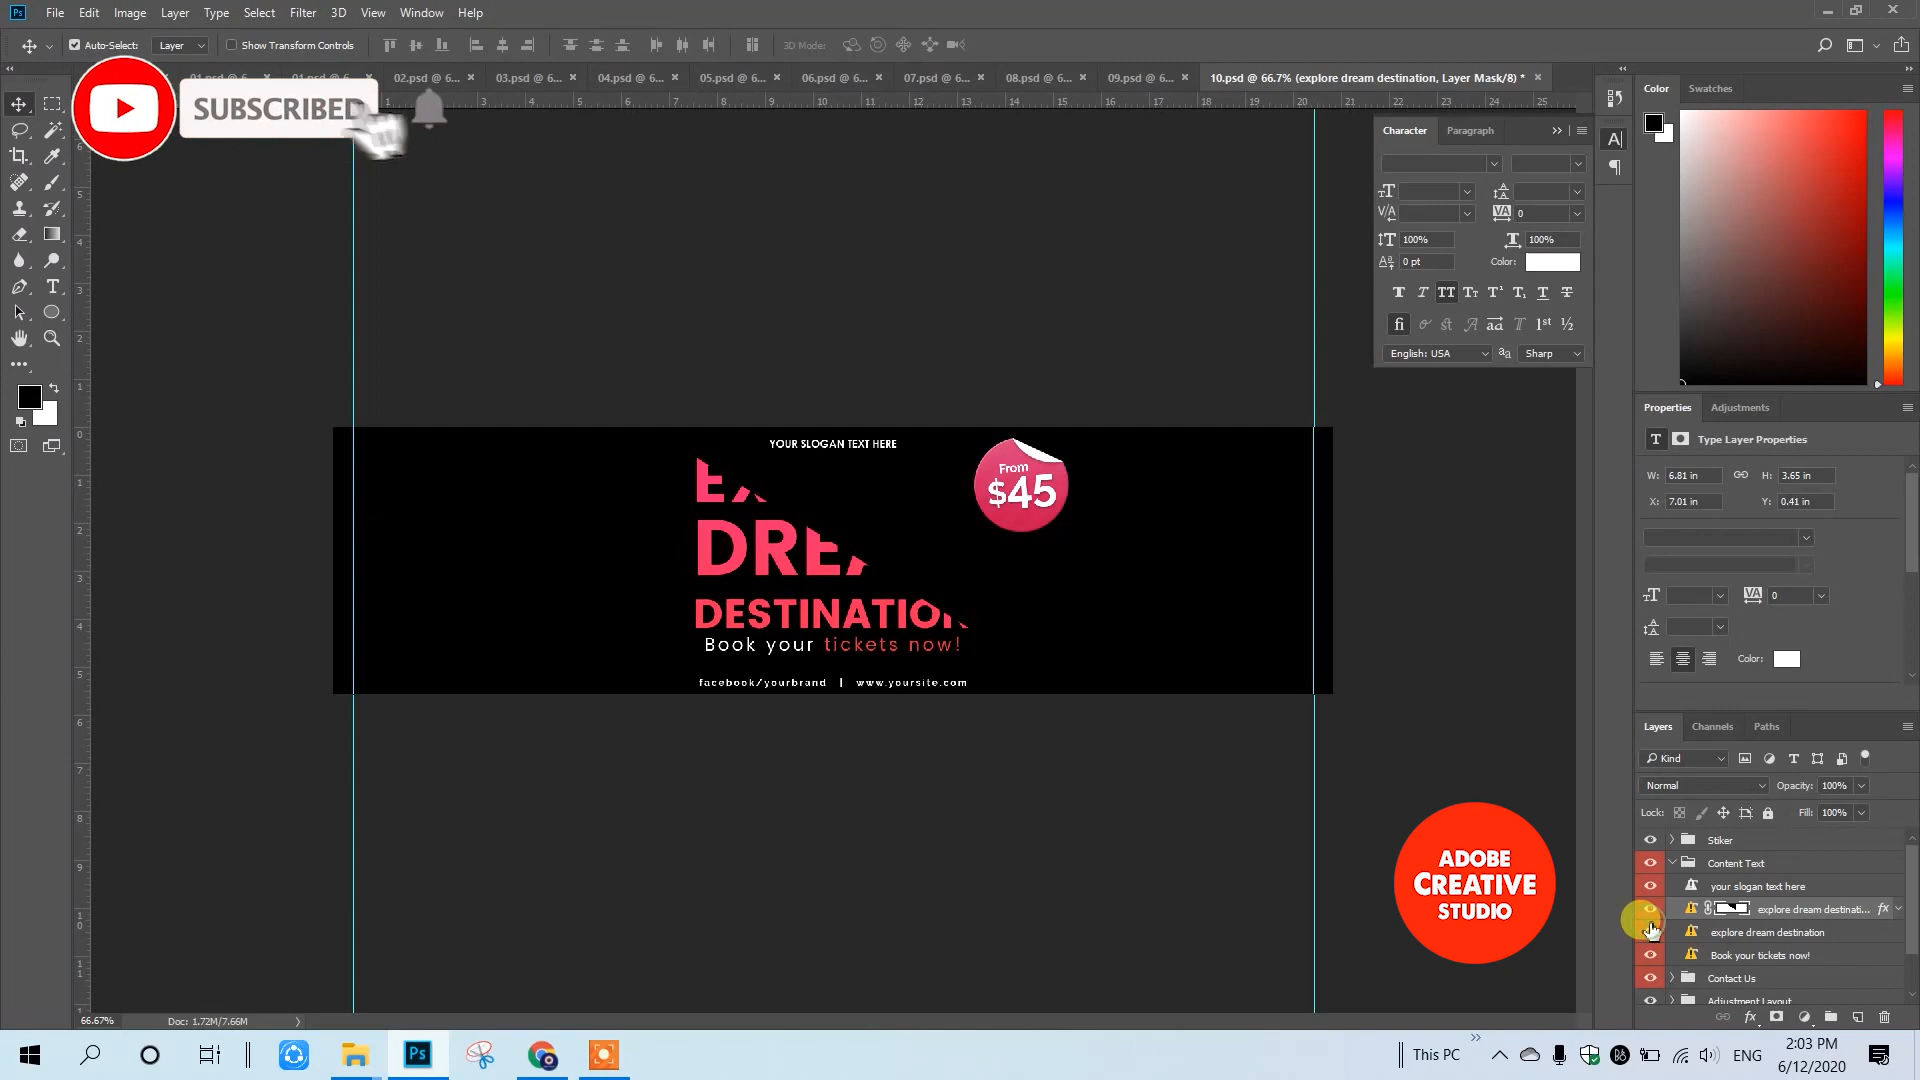 Ps File Edit Image Layer Type Select Filter 3D View Window Help
Auto-Select: Layer Show Transform Controls 3D Mode:
02.psd @ 6... × 03.psd @ 6... × 04.psd @ 6... × 05.psd @ 6... × 06.psd @ 6... × 07.psd @ 6... × 08.psd @ 6... × 09.psd @ 6... × 10.psd @ 66.7% (explore dream destination, Layer Mask/8) * ×
SUBSCRIBED
Character Paragraph
0
100% 100%
0 pt Color:
English: USA Sharp
Color Swatches
Properties Adjustments
Type Layer Properties
W: 6.81 in H: 3.65 in
X: 7.01 in Y: 0.41 in
0
Color:
YOUR SLOGAN TEXT HERE
From
$45
DESTINATION
Book your tickets now!
facebook/yourbrand | www.yoursite.com
ADOBE
CREATIVE
STUDIO
Layers Channels Paths
Kind
Normal Opacity: 100%
Lock: Fill: 100%
Stiker
Content Text
your slogan text here
explore dream destinati... fx
explore dream destination
Book your tickets now!
Contact Us
Adjustment Layout
66.67% Doc: 1.72M/7.66M
This PC ENG 2:03 PM
6/12/2020